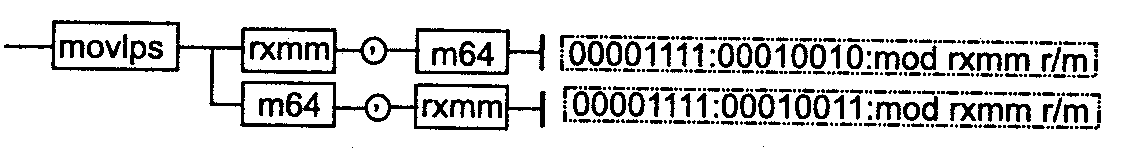 movlps rxmm , m64 00001111:00010010:mod rxmm r/m
m64 , rxmm 00001111:00010011:mod rxmm r/m